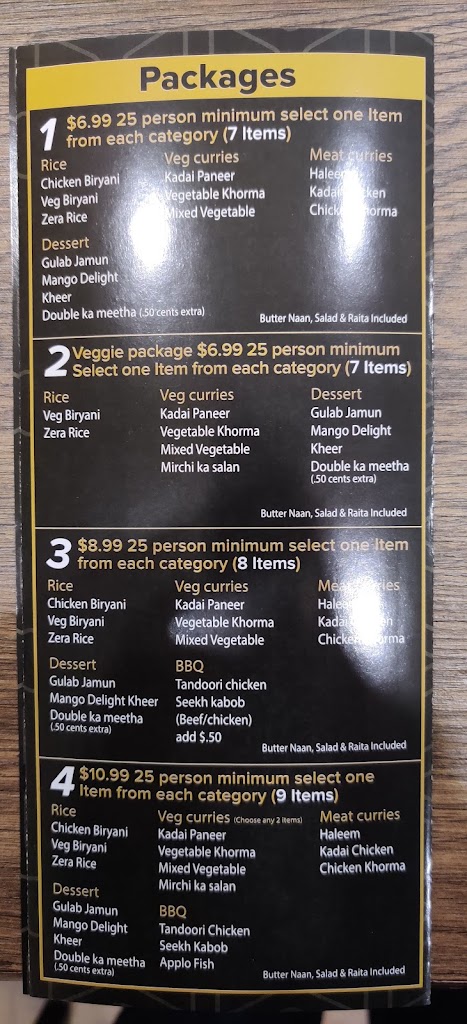 Packages
1 $6.99 25 person minimum select one Item
from each category (7 Items)
Rice
Chicken Biryani
Veg Biryani
Zera Rice
Veg curries
Kadai Paneer
Vegetable Khorma
Mixed Vegetable
Meat curries
Haleem
Kadai Chicken
Chicken Khorma
Dessert
Gulab Jamun
Mango Delight
Kheer
Double ka meetha (.50 cents extra)
Butter Naan, Salad & Raita Included
2 Veggie package $6.99 25 person minimum
Select one Item from each category (7 Items)
Rice
Veg Biryani
Zera Rice
Veg curries
Kadai Paneer
Vegetable Khorma
Mixed Vegetable
Mirchi ka salan
Dessert
Gulab Jamun
Mango Delight
Kheer
Double ka meetha
(.50 cents extra)
Butter Naan, Salad & Raita Included
3 $8.99 25 person minimum select one Item
from each category (8 Items)
Rice
Chicken Biryani
Veg Biryani
Zera Rice
Veg curries
Kadai Paneer
Vegetable Khorma
Mixed Vegetable
Meat curries
Haleem
Kadai Chicken
Chicken Khorma
Dessert
Gulab Jamun
Mango Delight Kheer
Double ka meetha
(.50 cents extra)
BBQ
Tandoori chicken
Seekh kabob
(Beef/chicken)
add $.50
Butter Naan, Salad & Raita Included
4 $10.99 25 person minimum select one
Item from each category (9 Items)
Rice
Chicken Biryani
Veg Biryani
Zera Rice
Veg curries (Choose any 2 Items)
Kadai Paneer
Vegetable Khorma
Mixed Vegetable
Mirchi ka salan
Meat curries
Haleem
Kadai Chicken
Chicken Khorma
Dessert
Gulab Jamun
Mango Delight
Kheer
Double ka meetha
(.50 cents extra)
BBQ
Tandoori Chicken
Seekh Kabob
Applo Fish
Butter Naan, Salad & Raita Included